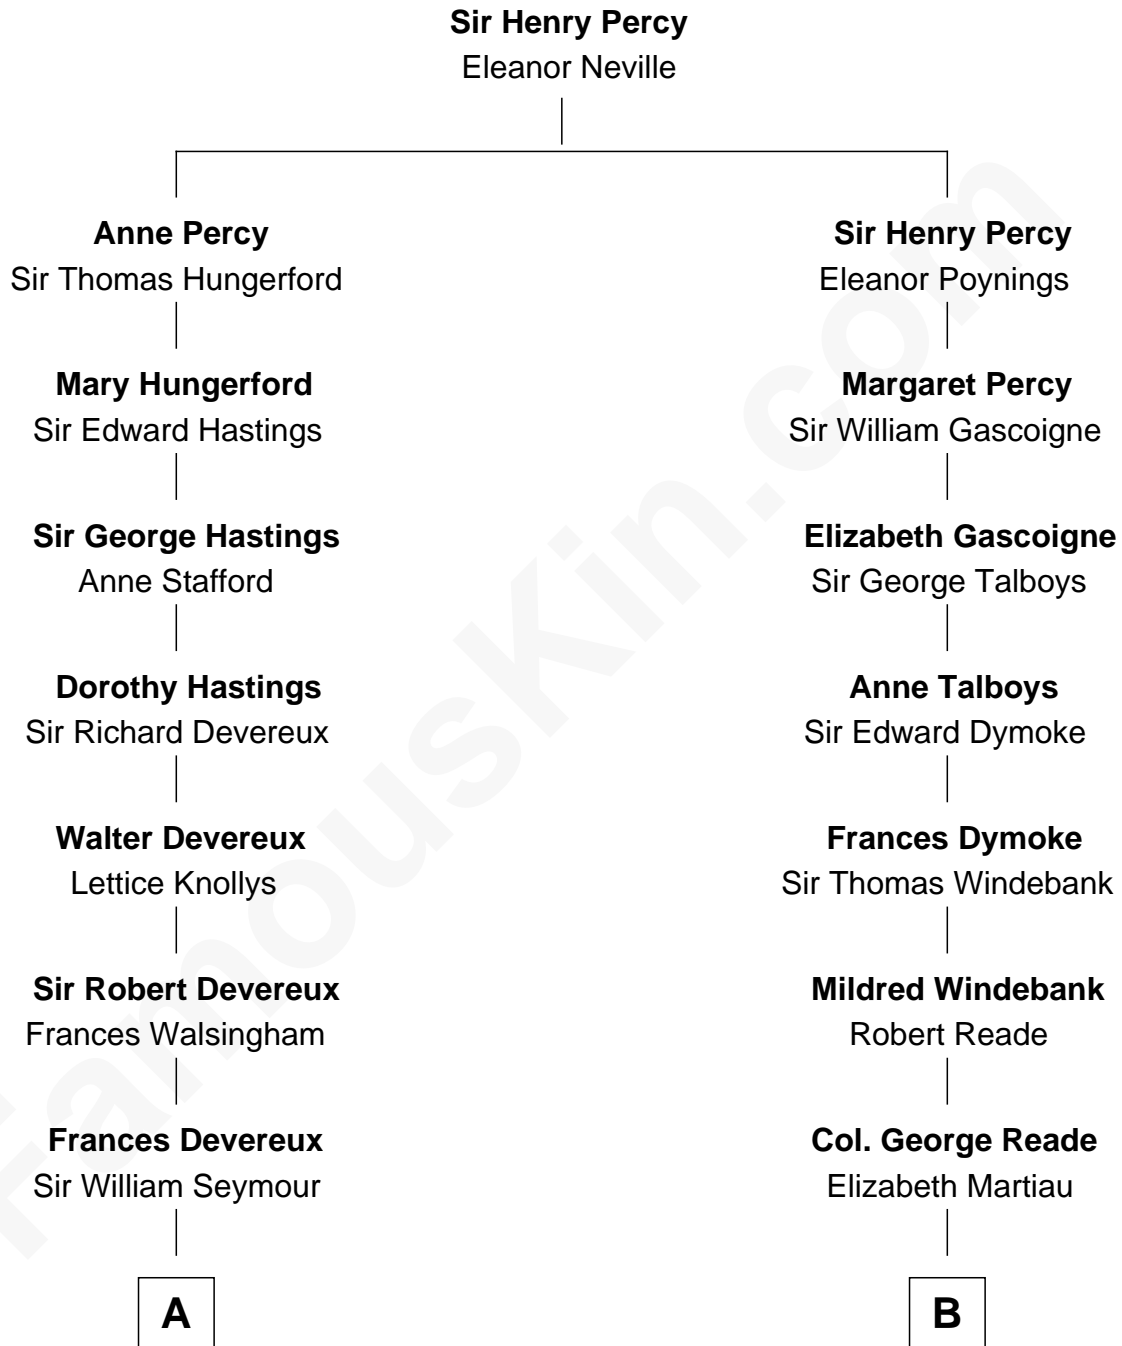 Sir Henry Percy
Eleanor Neville
Anne Percy
Sir Thomas Hungerford
Sir Henry Percy
Eleanor Poynings
Mary Hungerford
Sir Edward Hastings
Margaret Percy
Sir William Gascoigne
Sir George Hastings
Anne Stafford
Elizabeth Gascoigne
Sir George Talboys
Dorothy Hastings
Sir Richard Devereux
Anne Talboys
Sir Edward Dymoke
Walter Devereux
Lettice Knollys
Frances Dymoke
Sir Thomas Windebank
Sir Robert Devereux
Frances Walsingham
Mildred Windebank
Robert Reade
Frances Devereux
Sir William Seymour
Col. George Reade
Elizabeth Martiau
A
B
FamousKin.com